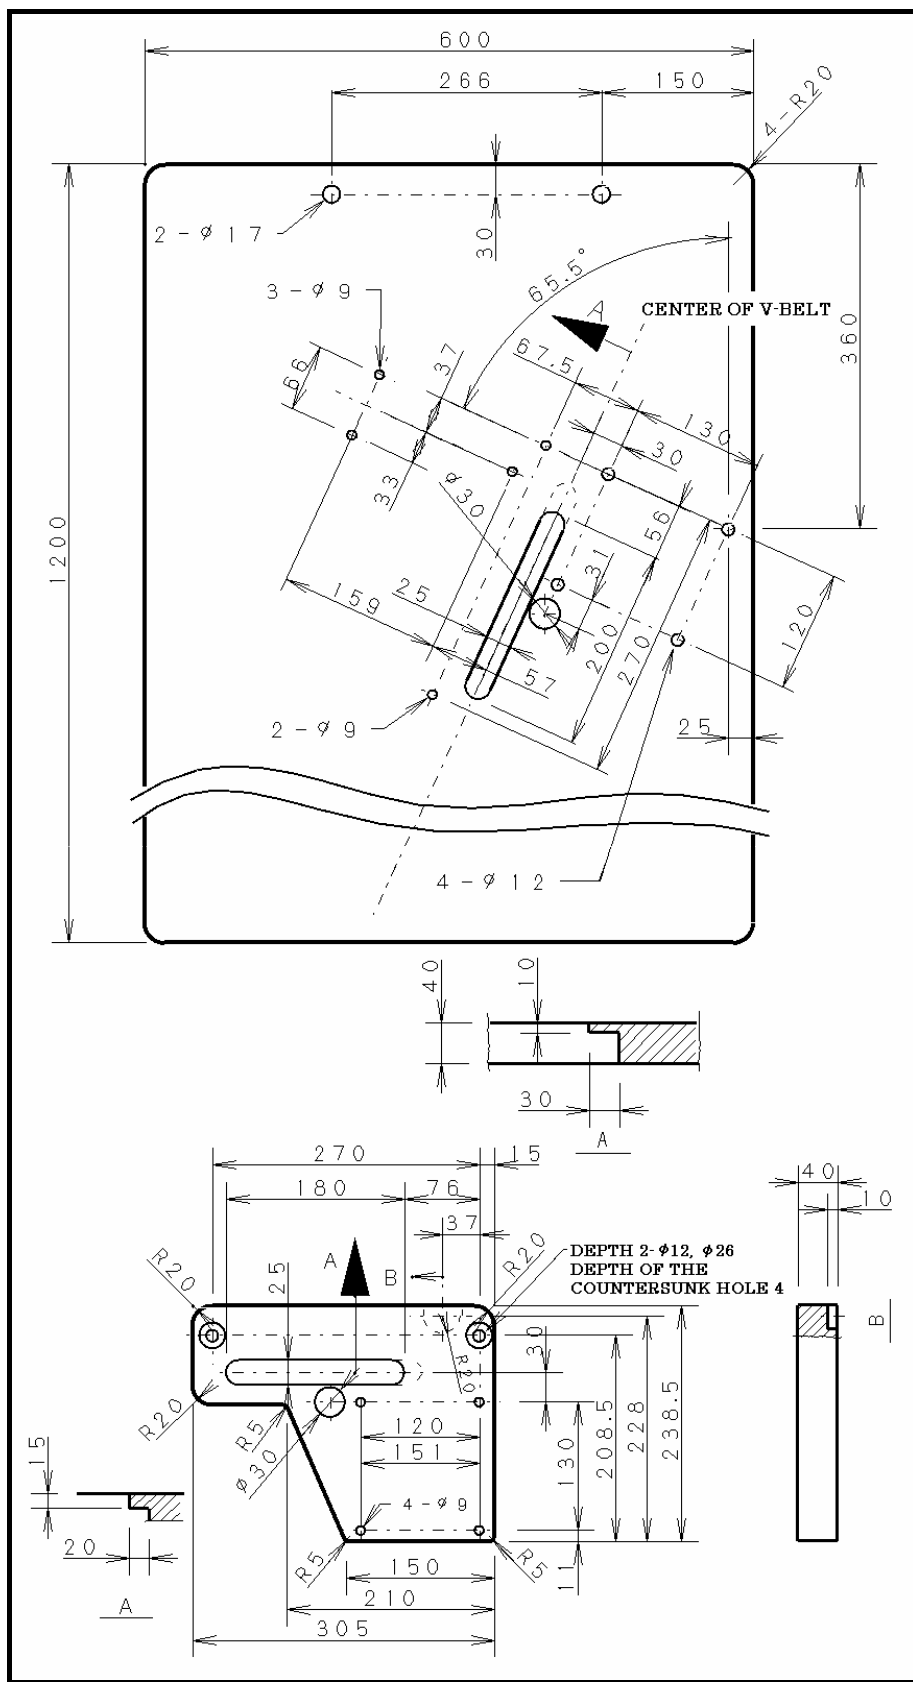 600
266
150
4-R20
2-φ17
30
65.5°
3-φ9
A
CENTER OF V-BELT
360
67.5
37
66
130
30
33
φ30
56
1200
31
159
25
200
270
120
57
2-φ9
25
4-φ12
40
10
30
A
270
15
180
76
40
10
37
R20
25
A
B
R20
DEPTH 2-φ12, φ26
DEPTH OF THE
COUNTERSUNK HOLE 4
B
30
R20
208.5
228
238.5
R20
R5
φ30
120
151
130
15
4-φ9
20
R5
R5
11
150
A
210
305